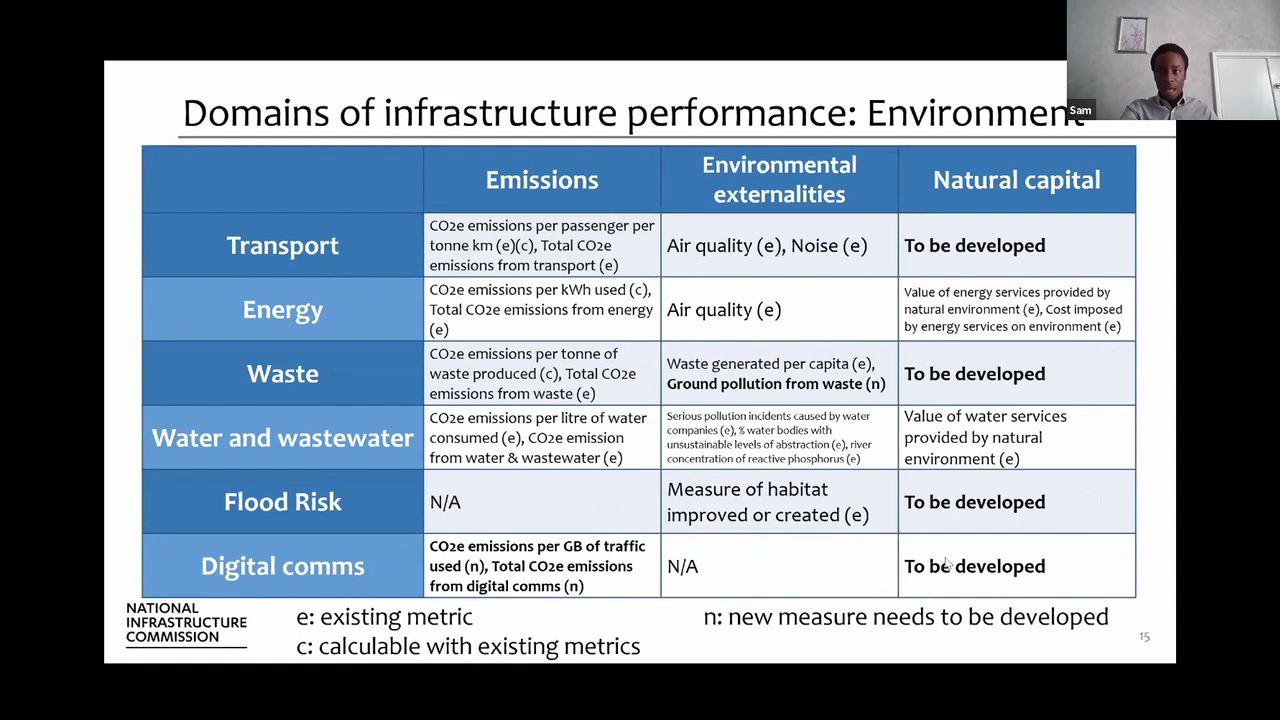 Sam
Domains of infrastructure performance: Environment
Emissions
Environmental
externalities
Natural capital
Transport
CO2e emissions per passenger per
tonne km (e)(c), Total CO2e
emissions from transport (e)
Air quality (e), Noise (e)
To be developed
Energy
CO2e emissions per kWh used (c),
Total CO2e emissions from energy
(e)
Air quality (e)
Value of energy services provided by
natural environment (e), Cost imposed
by energy services on environment (e)
Waste
CO2e emissions per tonne of
waste produced (c), Total CO2e
emissions from waste (e)
Waste generated per capita (e),
Ground pollution from waste (n)
To be developed
Water and wastewater
CO2e emissions per litre of water
consumed (e), CO2e emission
from water & wastewater (e)
Serious pollution incidents caused by water
companies (e), % water bodies with
unsustainable levels of abstraction (e), river
concentration of reactive phosphorus (e)
Value of water services
provided by natural
environment (e)
Flood Risk
N/A
Measure of habitat
improved or created (e)
To be developed
Digital comms
CO2e emissions per GB of traffic
used (n), Total CO2e emissions
from digital comms (n)
N/A
To be developed
NATIONAL
INFRASTRUCTURE
COMMISSION
e: existing metric
n: new measure needs to be developed
c: calculable with existing metrics
15